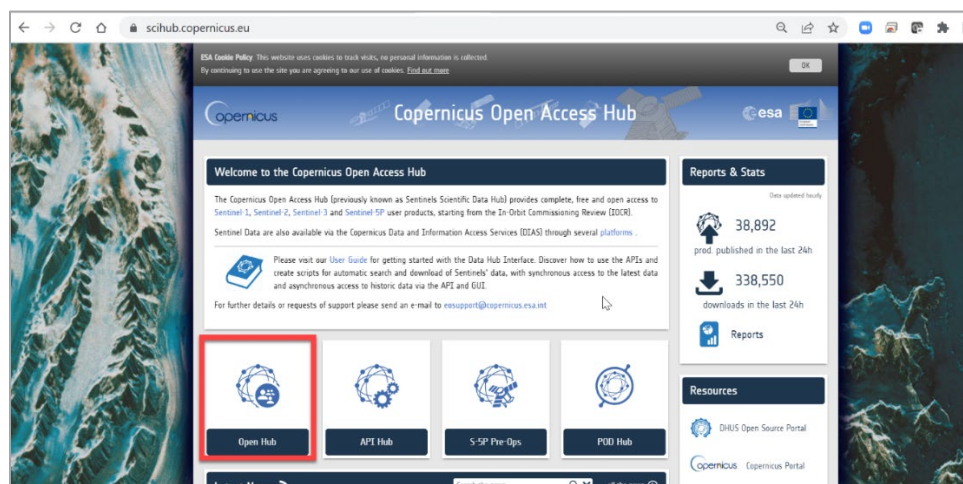 scihub.copernicus.eu
ESA Cookie Policy: This website uses cookies to track visits, no personal information is collected.
By continuing to use the site you are agreeing to our use of cookies. Find out more
OK
opernicus
Copernicus Open Access Hub
esa
Welcome to the Copernicus Open Access Hub
The Copernicus Open Access Hub (previously known as Sentinels Scientific Data Hub) provides complete, free and open access to
Sentinel-1, Sentinel-2, Sentinel-3 and Sentinel-5P user products, starting from the In-Orbit Commissioning Review (IOCR).
Sentinel Data are also available via the Copernicus Data and Information Access Services (DIAS) through several platforms .
Please visit our User Guide for getting started with the Data Hub Interface. Discover how to use the APIs and
create scripts for automatic search and download of Sentinels' data, with synchronous access to the latest data
and asynchronous access to historic data via the API and GUI.
For further details or requests of support please send an e-mail to eosupport@copernicus.esa.int
Open Hub
API Hub
S-5P Pre-Ops
POD Hub
Reports & Stats
Data updated hourly
38,892
prod. published in the last 24h
338,550
downloads in the last 24h
Reports
Resources
DHUS Open Source Portal
opernicus Copernicus Portal